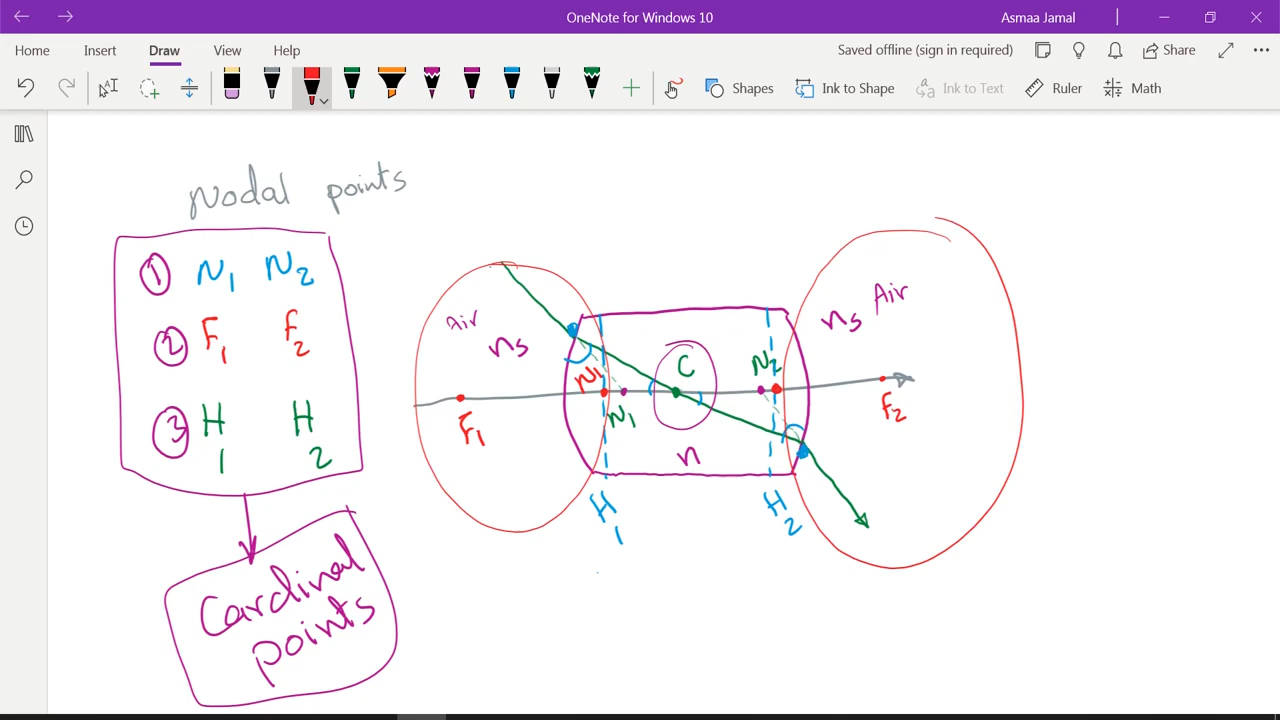 OneNote for Windows 10
Asmaa Jamal
Home Insert Draw View Help
Saved offline (sign in required)
Share
Shapes
Ink to Shape
Ink to Text
Ruler
Math
Nodal points
1 N1 N2
2 F1 F2
3 H1 H2
Cardinal
points
Air
ns
Air
ns
N1
N1
C
N2
F1
F2
n
H1
H2